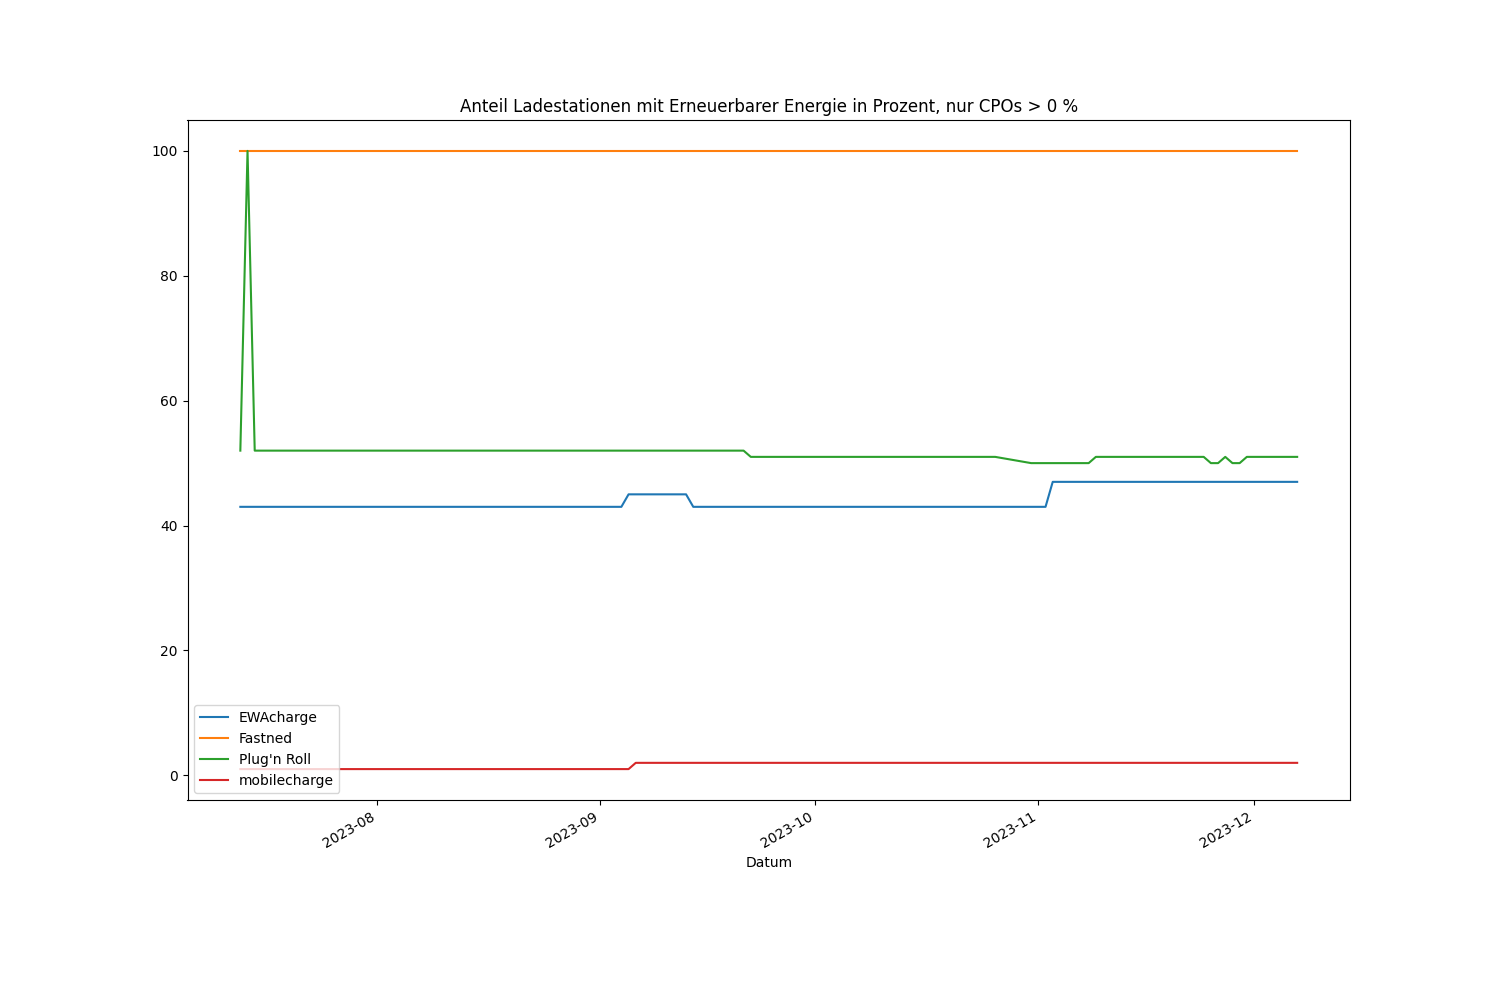 Anteil Ladestationen mit Erneuerbarer Energie in Prozent, nur CPOs > 0 %
100
80
60
40
20
0
EWAcharge
Fastned
Plug'n Roll
mobilecharge
2023-08
2023-09
2023-10
2023-11
2023-12
Datum